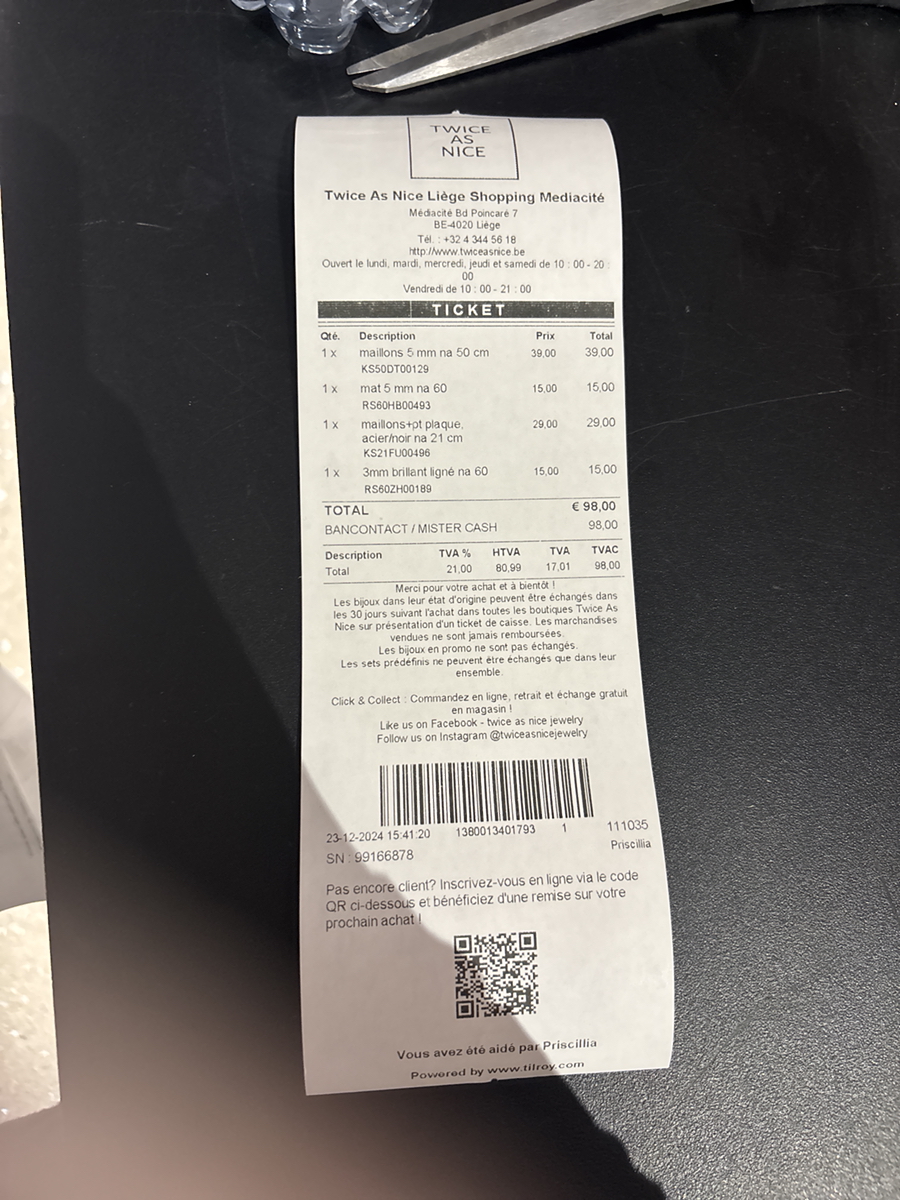 TWICE
AS
NICE
Twice As Nice Liège Shopping Mediacité
Médiacité Bd Poincaré 7
BE-4020 Liège
Tél. : +32 4 344 56 18
http://www.twiceasnice.be
Ouvert le lundi, mardi, mercredi, jeudi et samedi de 10 : 00 - 20 :
00
Vendredi de 10 : 00 - 21 : 00
TICKET
Qté. Description Prix Total
1 x maillons 5 mm na 50 cm 39,00 39,00
KS50DT00129
1 x mat 5 mm na 60 15,00 15,00
RS60HB00493
1 x maillons+pt plaque, 29,00 29,00
acier/noir na 21 cm
KS21FU00496
1 x 3mm brillant ligné na 60 15,00 15,00
RS60ZH00189
TOTAL € 98,00
BANCONTACT / MISTER CASH 98,00
Description TVA % HTVA TVA TVAC
Total 21,00 80,99 17,01 98,00
Merci pour votre achat et à bientôt !
Les bijoux dans leur état d'origine peuvent être échangés dans
les 30 jours suivant l'achat dans toutes les boutiques Twice As
Nice sur présentation d'un ticket de caisse. Les marchandises
vendues ne sont jamais remboursées.
Les bijoux en promo ne sont pas échangés.
Les sets prédéfinis ne peuvent être échangés que dans leur
ensemble.
Click & Collect : Commandez en ligne, retrait et échange gratuit
en magasin !
Like us on Facebook - twice as nice jewelry
Follow us on Instagram @twiceasnicejewelry
23-12-2024 15:41:20 1380013401793 1 111035
SN : 99166878 Priscillia
Pas encore client? Inscrivez-vous en ligne via le code
QR ci-dessous et bénéficiez d'une remise sur votre
prochain achat !
Vous avez été aidé par Priscillia
Powered by www.tilroy.com